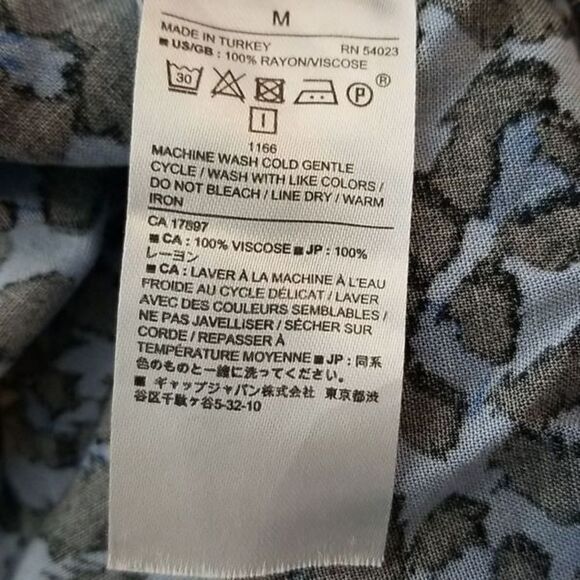 M
MADE IN TURKEY RN 54023
■ US/GB : 100% RAYON/VISCOSE
30 P ®
I
1166
MACHINE WASH COLD GENTLE
CYCLE / WASH WITH LIKE COLORS /
DO NOT BLEACH / LINE DRY / WARM
IRON
CA 17897
■ CA : 100% VISCOSE ■ JP : 100%
レーヨン
■ CA : LAVER À LA MACHINE À L'EAU
FROIDE AU CYCLE DÉLICAT / LAVER
AVEC DES COULEURS SEMBLABLES /
NE PAS JAVELLISER / SÉCHER SUR
CORDE / REPASSER À
TEMPÉRATURE MOYENNE ■ JP : 同系
色のものと一緒に洗ってください。
■ ギャップジャパン株式会社 東京都渋
谷区千駄ヶ谷5-32-10